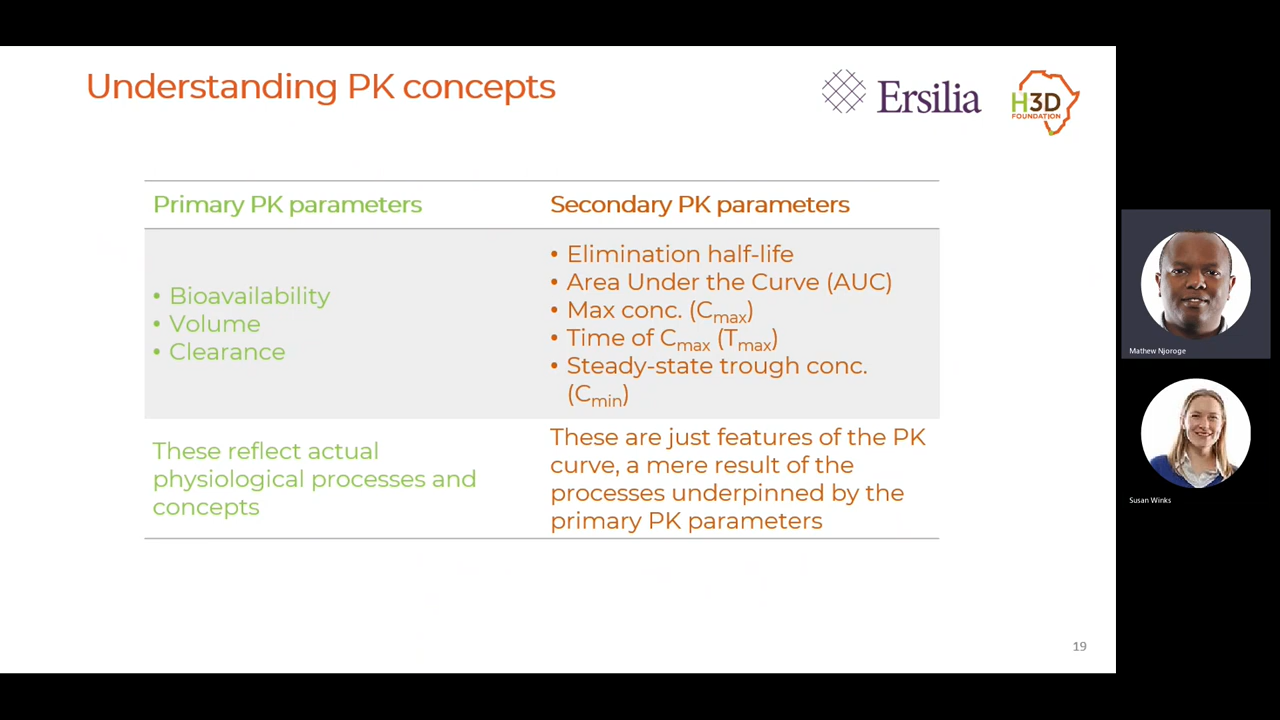 Understanding PK concepts
Ersilia
H3D
FOUNDATION
Primary PK parameters
Secondary PK parameters
• Bioavailability
• Volume
• Clearance
• Elimination half-life
• Area Under the Curve (AUC)
• Max conc. (Cmax)
• Time of Cmax (Tmax)
• Steady-state trough conc.
(Cmin)
These reflect actual
physiological processes and
concepts
These are just features of the PK
curve, a mere result of the
processes underpinned by the
primary PK parameters
19
Mathew Njoroge
Susan Winks